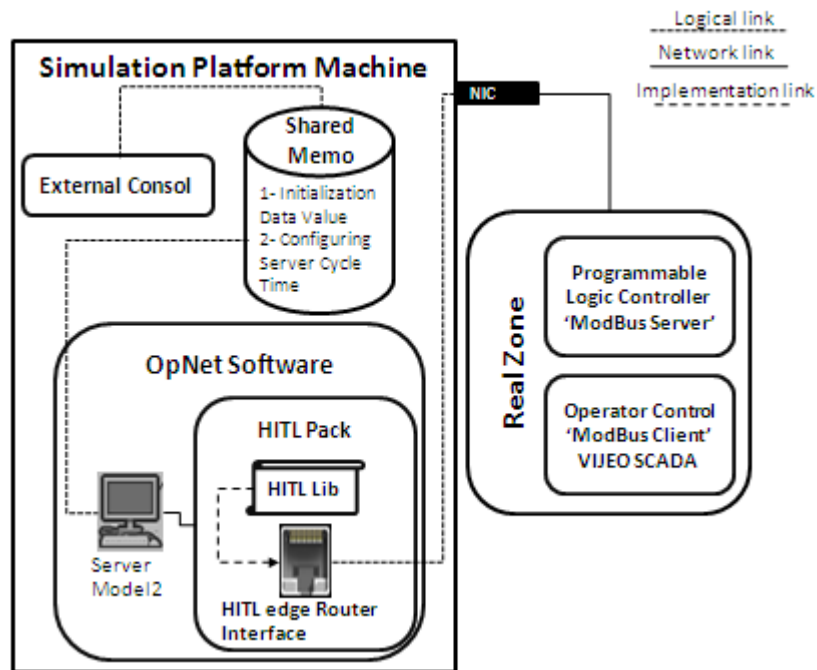 Logical link
Network link
Implementation link
Simulation Platform Machine
NIC
Shared
Memo
External Consol
1- Initialization
Data Value
2- Configuring
Server Cycle
Time
Programmable
Logic Controller
‘ModBus Server’
Real Zone
Operator Control
‘ModBus Client’
VIJEO SCADA
OpNet Software
HITL Pack
HITL Lib
Server
Model2
HITL edge Router
Interface